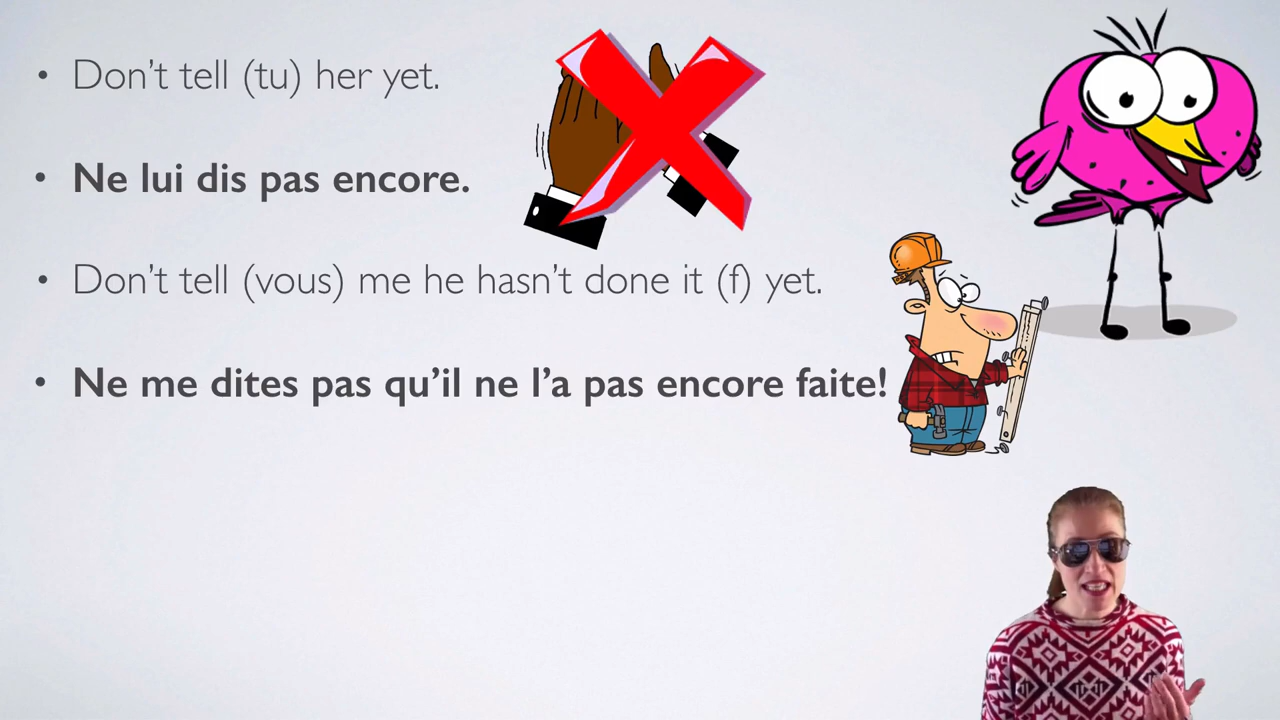 • Don’t tell (tu) her yet.
• Ne lui dis pas encore.
• Don’t tell (vous) me he hasn’t done it (f) yet.
• Ne me dites pas qu’il ne l’a pas encore faite!